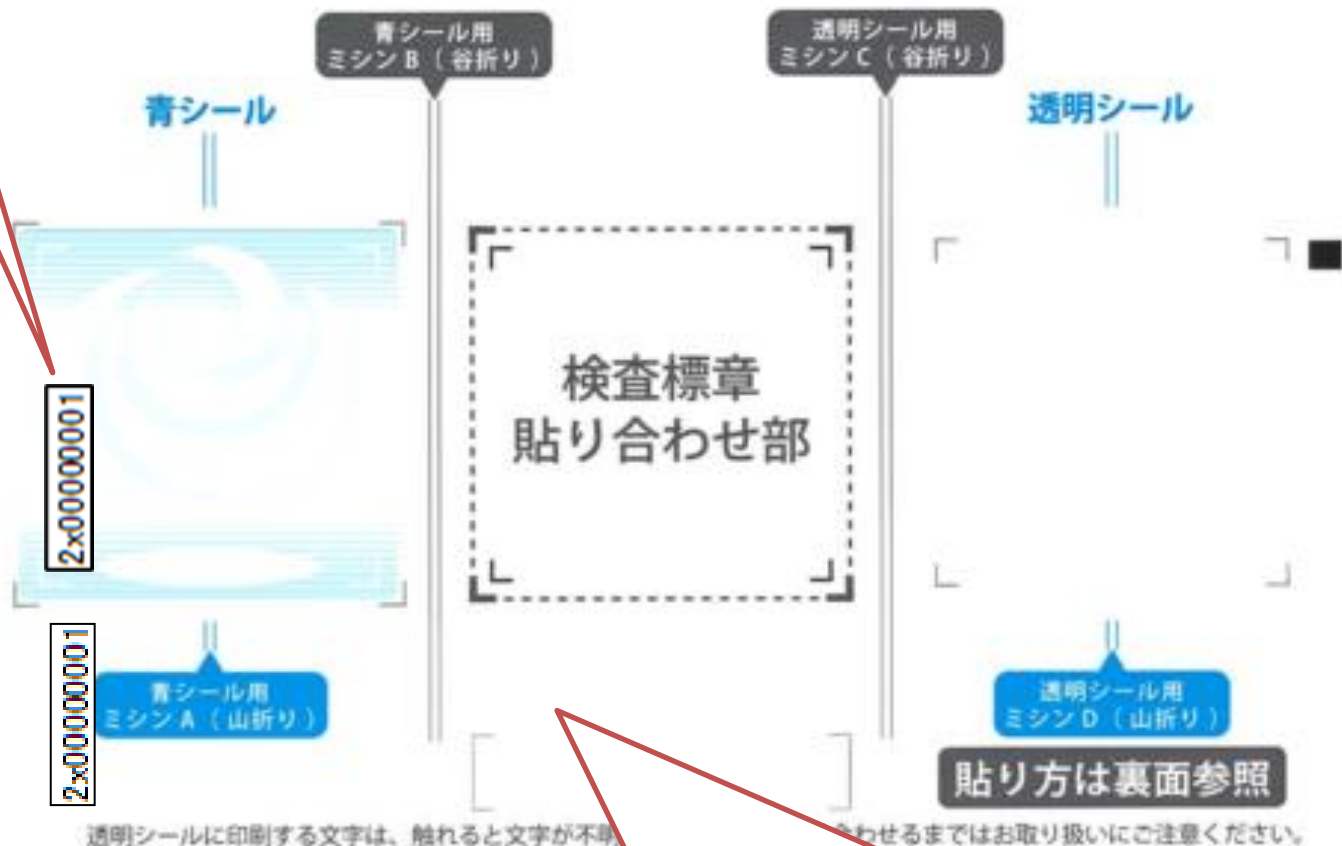 青シール用
ミシンB（谷折り）
透明シール用
ミシンC（谷折り）
青シール
透明シール
検査標章
貼り合わせ部
2x00000001
2x00000001
青シール用
ミシンA（山折り）
透明シール用
ミシンD（山折り）
貼り方は裏面参照
透明シールに印刷する文字は、触れると文字が不明
合わせるまではお取り扱いにご注意ください。